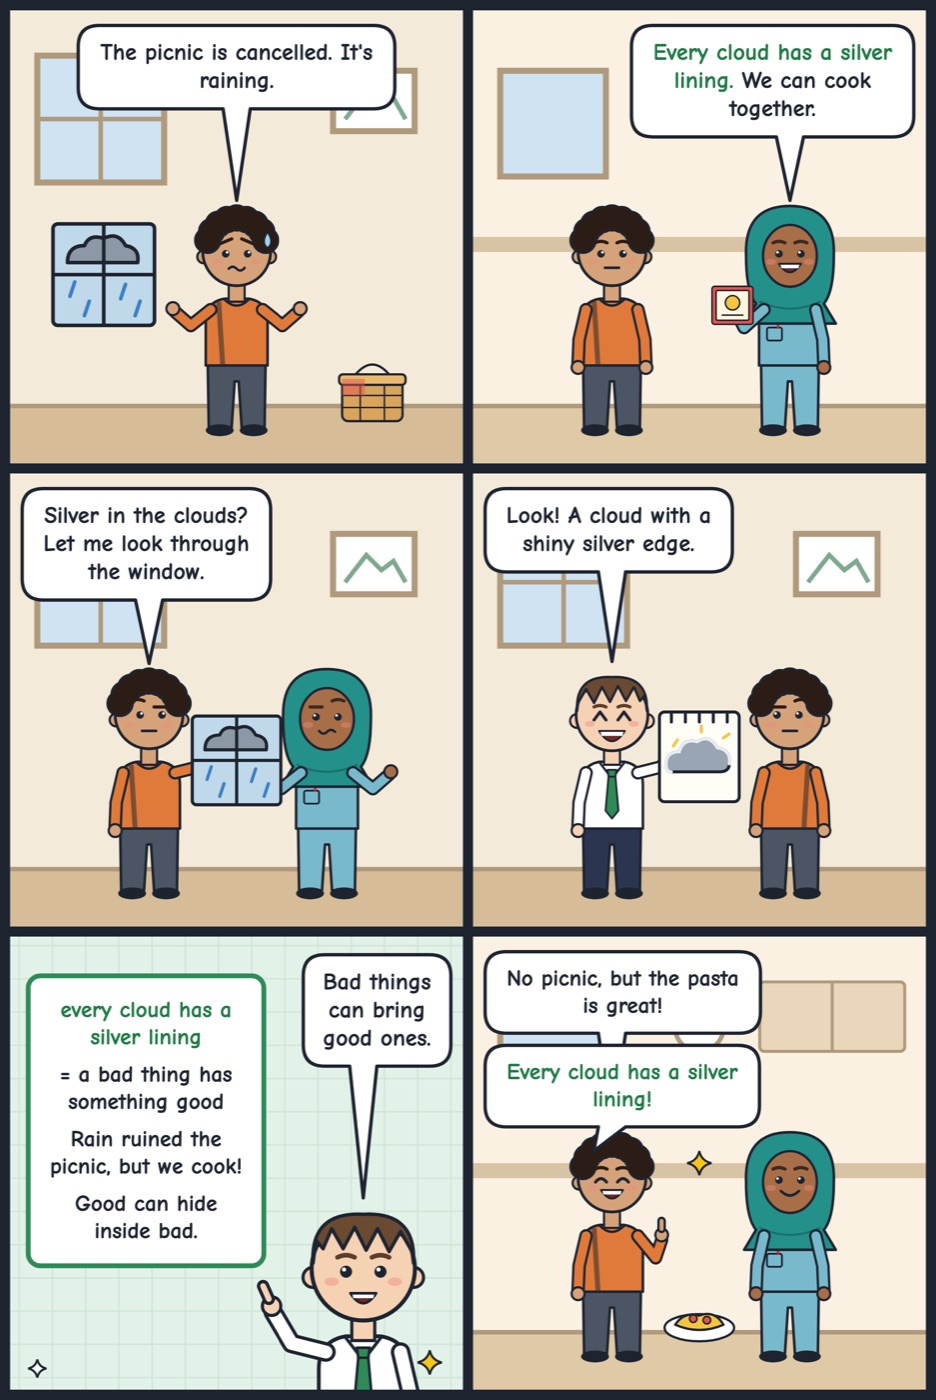 The picnic is cancelled. It's
raining.
Every cloud has a silver
lining. We can cook
together.
Silver in the clouds?
Let me look through
the window.
Look! A cloud with a
shiny silver edge.
every cloud has a
silver lining
= a bad thing has
something good
Rain ruined the
picnic, but we cook!
Good can hide
inside bad.
Bad things
can bring
good ones.
No picnic, but the pasta
is great!
Every cloud has a silver
lining!